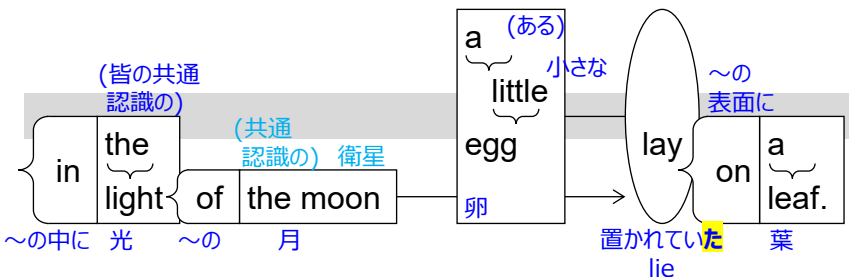 (皆の共通
認識の)
in
the
light
～の中に
光
(共通
認識の)
衛星
of
the moon
～の
月
a
(ある)
little
小さな
egg
卵
lay
置かれていた
lie
～の
表面に
on
a
leaf.
葉